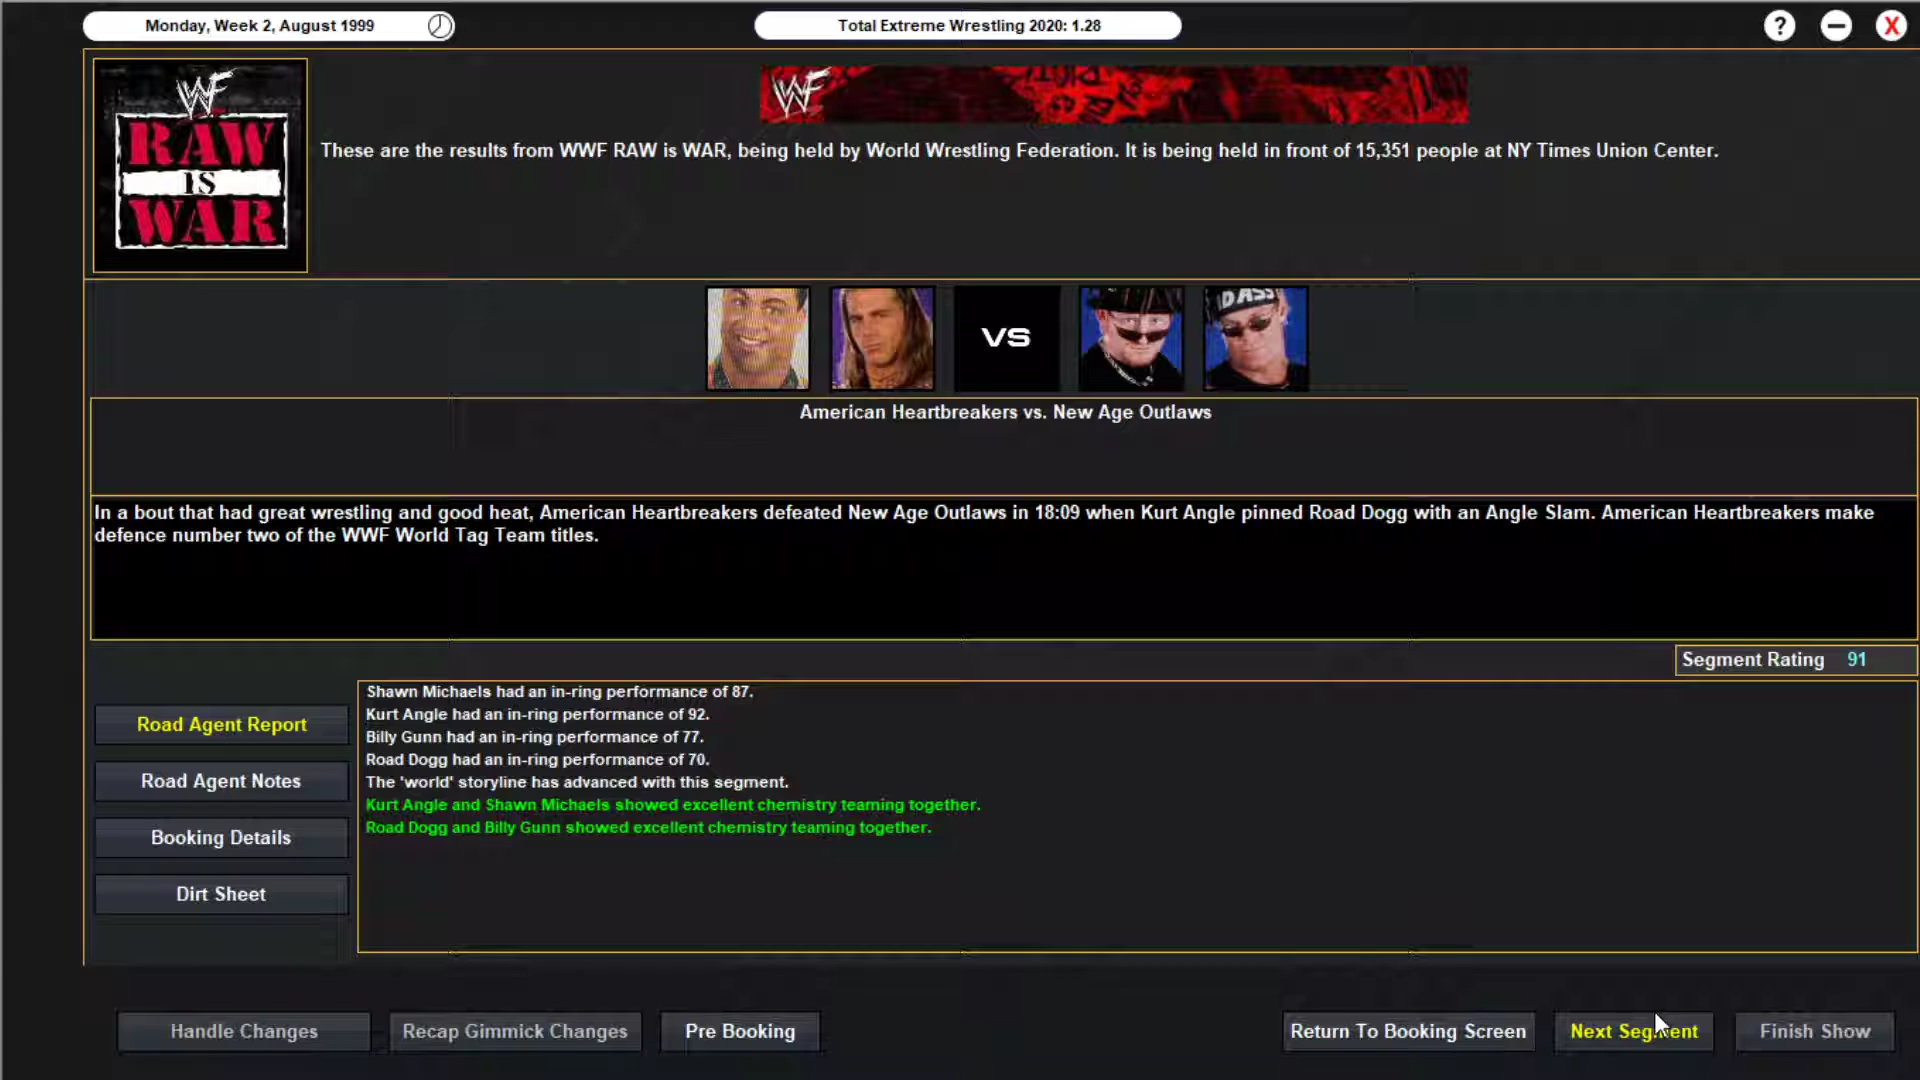 Monday, Week 2, August 1999
Total Extreme Wrestling 2020: 1.28
?
X
WF
RAW
IS
WAR
WF
These are the results from WWF RAW is WAR, being held by World Wrestling Federation. It is being held in front of 15,351 people at NY Times Union Center.
VS
D ASS
American Heartbreakers vs. New Age Outlaws
In a bout that had great wrestling and good heat, American Heartbreakers defeated New Age Outlaws in 18:09 when Kurt Angle pinned Road Dogg with an Angle Slam. American Heartbreakers make
defence number two of the WWF World Tag Team titles.
Segment Rating 91
Road Agent Report
Road Agent Notes
Booking Details
Dirt Sheet
Shawn Michaels had an in-ring performance of 87.
Kurt Angle had an in-ring performance of 92.
Billy Gunn had an in-ring performance of 77.
Road Dogg had an in-ring performance of 70.
The 'world' storyline has advanced with this segment.
Kurt Angle and Shawn Michaels showed excellent chemistry teaming together.
Road Dogg and Billy Gunn showed excellent chemistry teaming together.
Handle Changes
Recap Gimmick Changes
Pre Booking
Return To Booking Screen
Next Segment
Finish Show